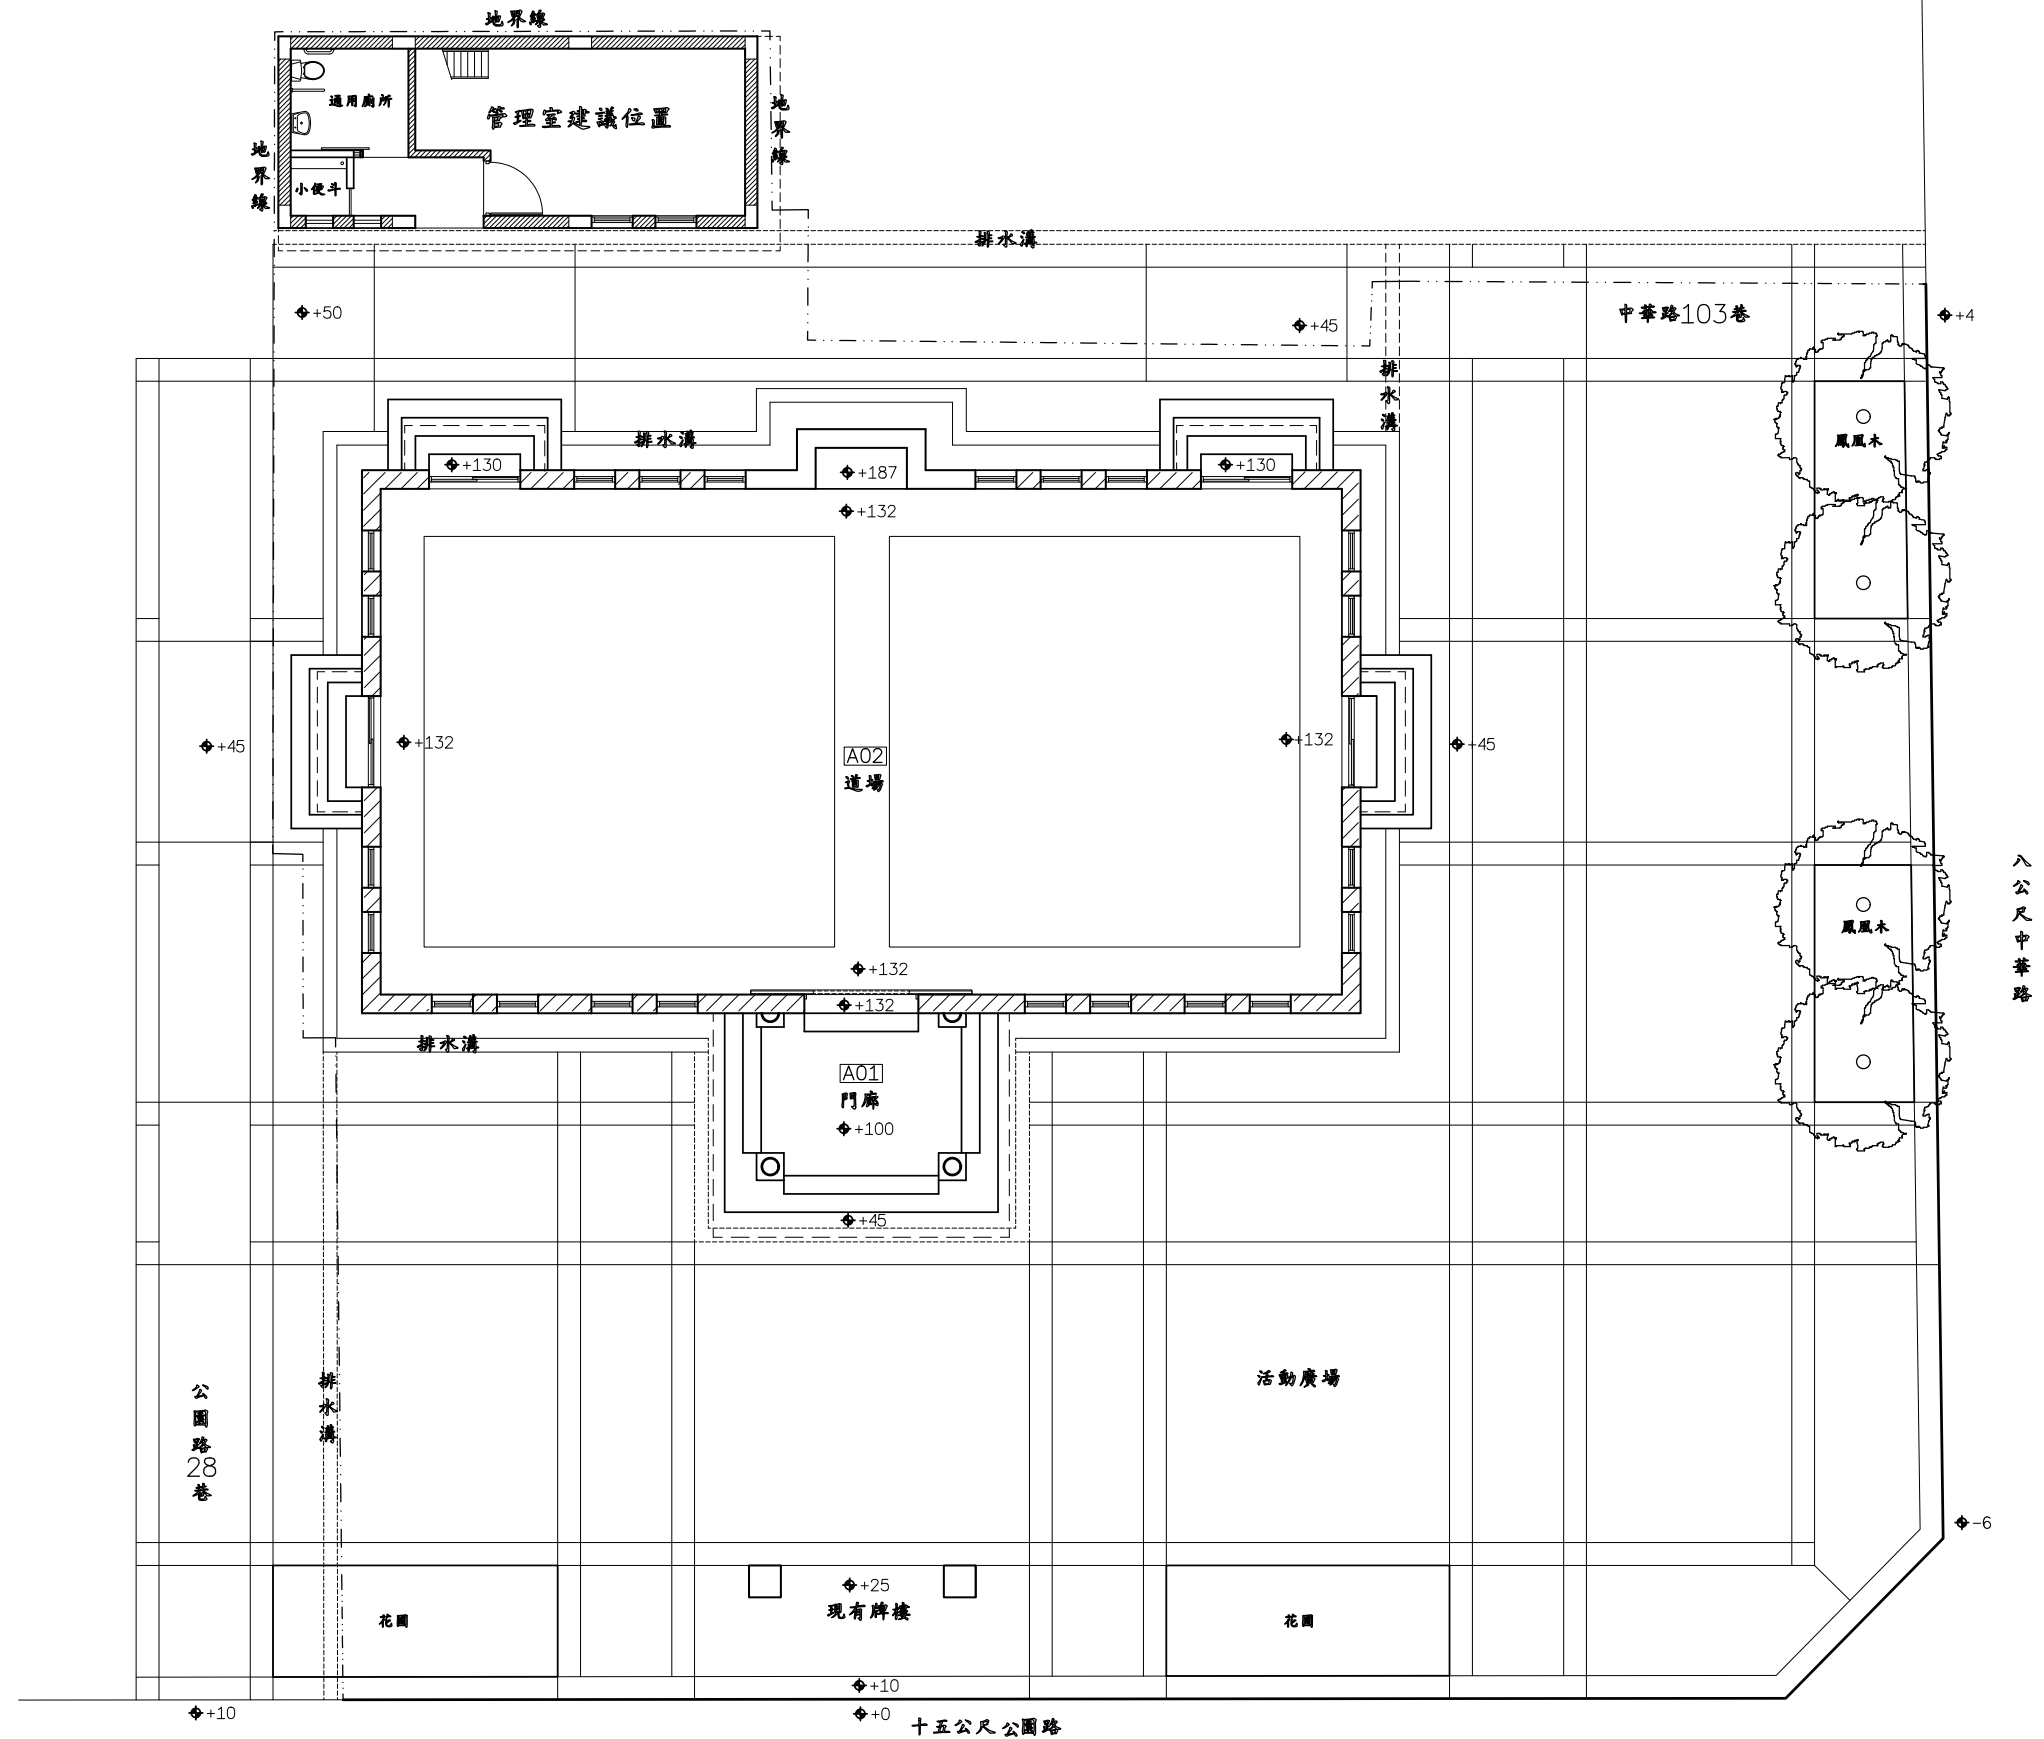 地界線
通用廁所
管理室建議位置
地界線
地界線
小便斗
排水溝
+50
+45
中華路103巷
+4
排水溝
排水溝
+130
+187
+130
鳳凰木
+132
+45
+132
+132
-45
A02
道場
八公尺中華路
鳳凰木
+132
+132
排水溝
A01
門廊
+100
+45
活動廣場
公園路28巷
排水溝
-6
+25
現有牌樓
花圃
花圃
+10
+10
+0
十五公尺公園路